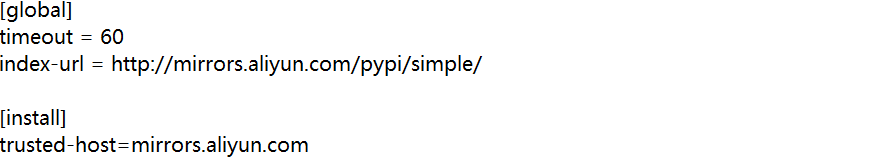 [global]
timeout = 60
index-url = http://mirrors.aliyun.com/pypi/simple/
[install]
trusted-host=mirrors.aliyun.com